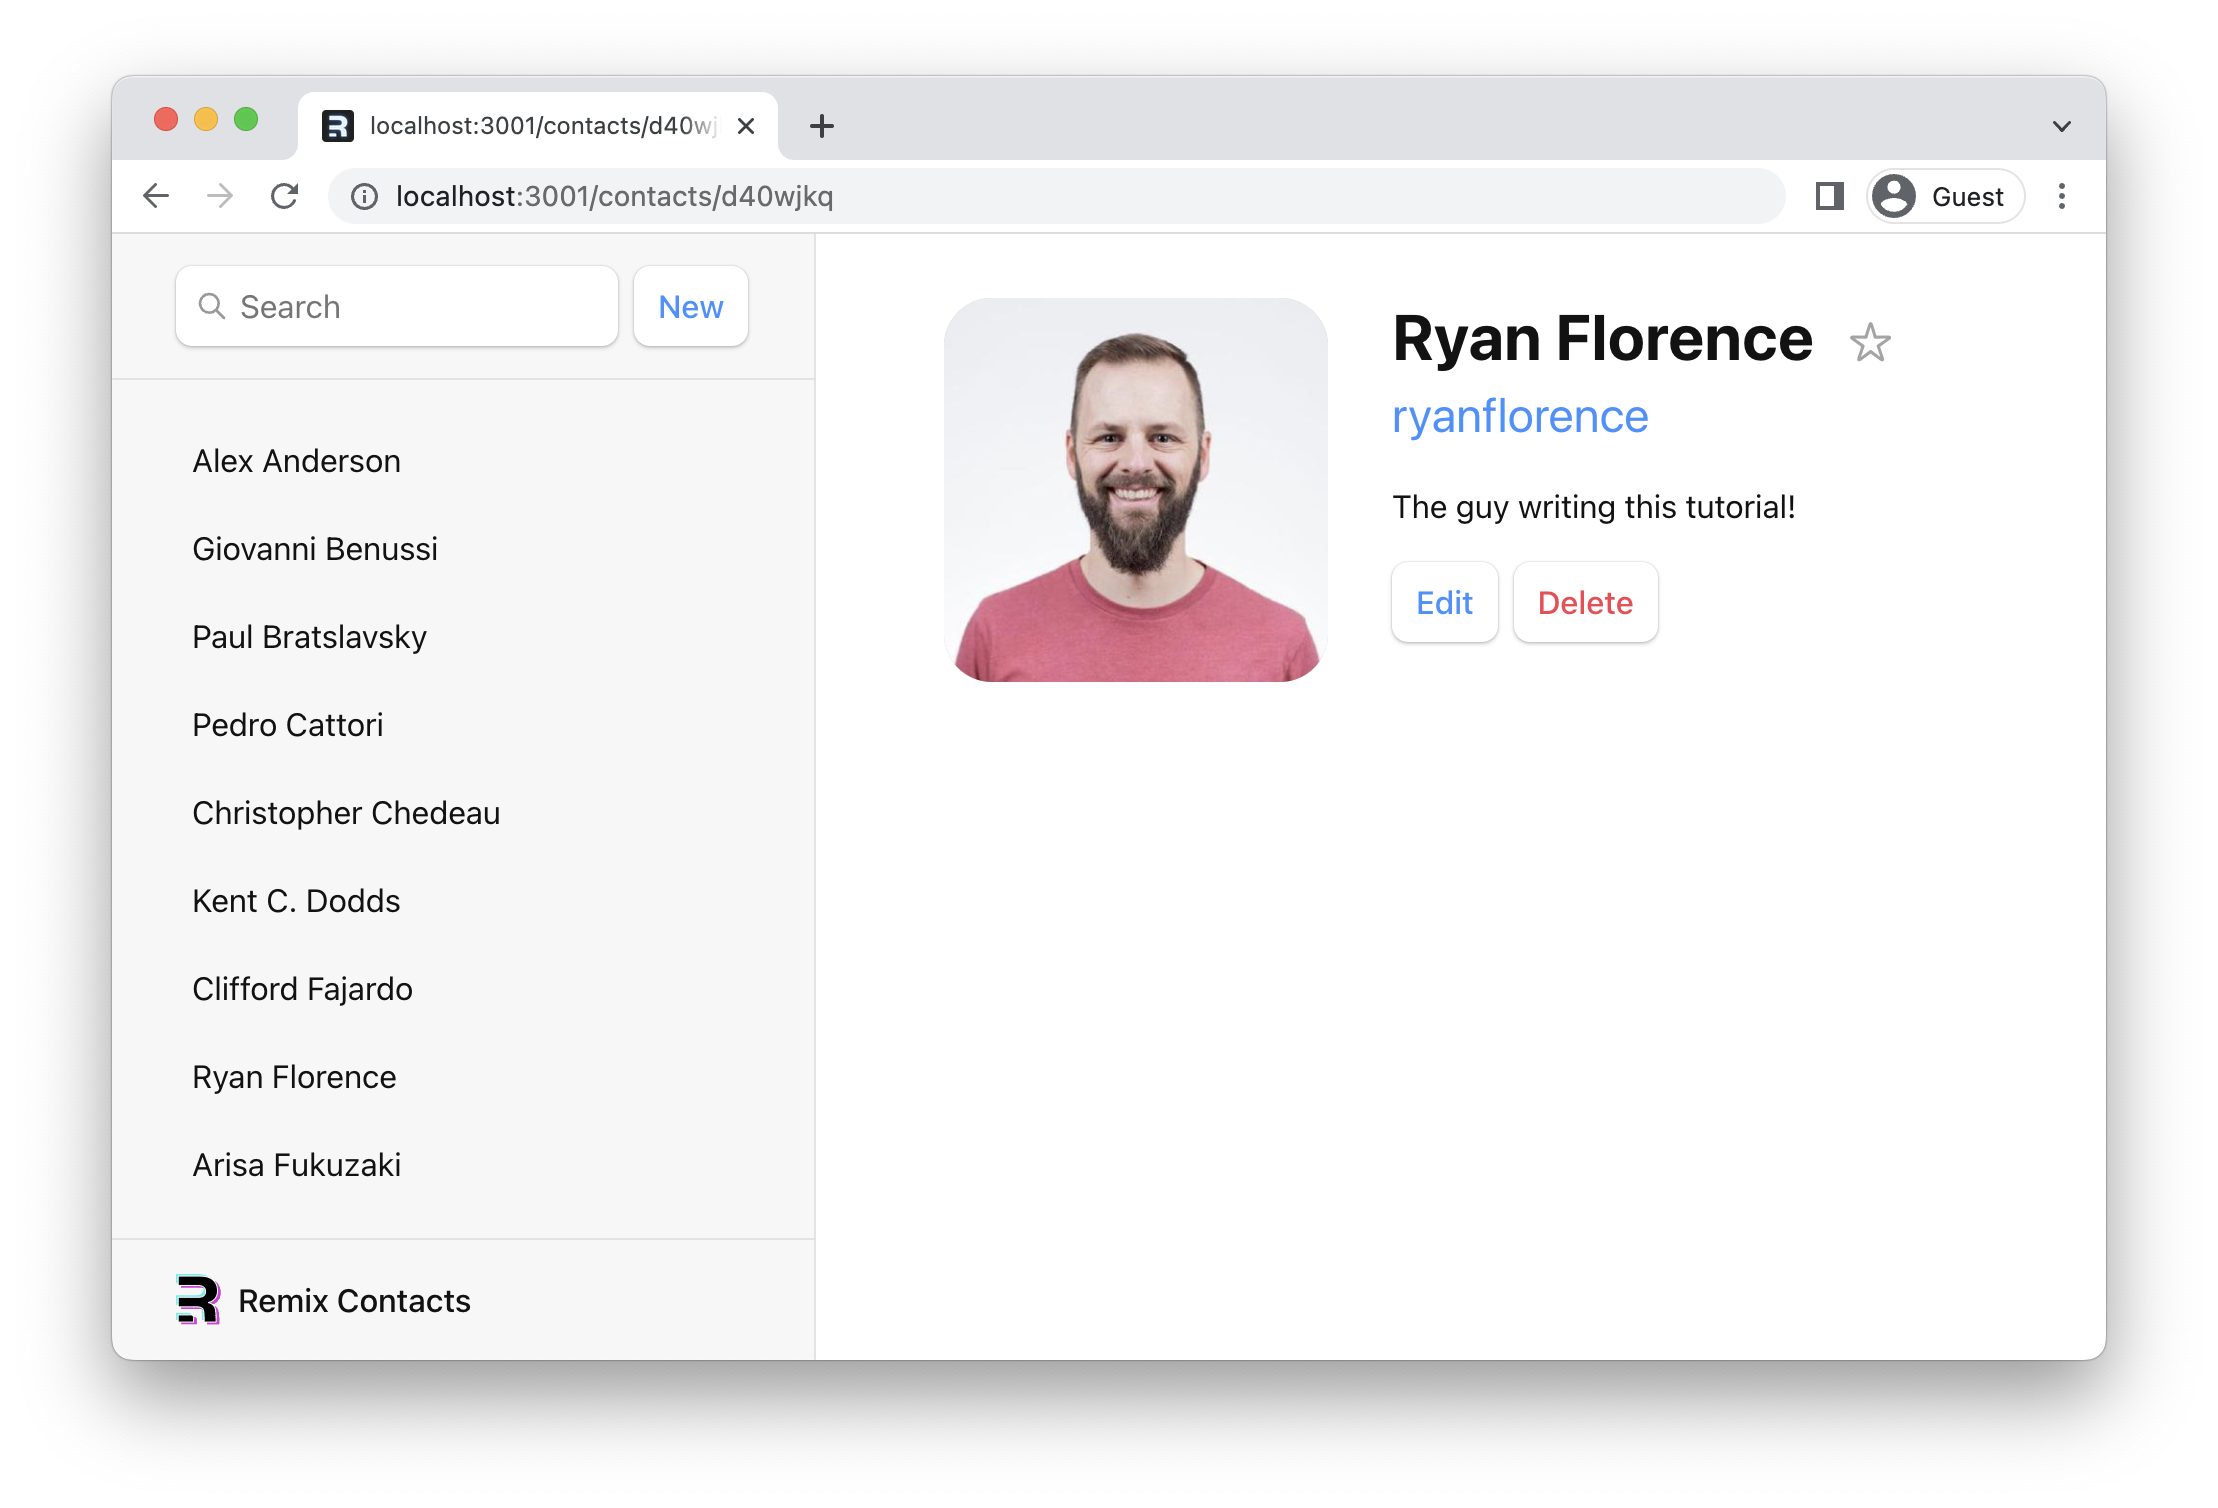 localhost:3001/contacts/d40wj
localhost:3001/contacts/d40wjkq
Guest
Search
New
Alex Anderson
Giovanni Benussi
Paul Bratslavsky
Pedro Cattori
Christopher Chedeau
Kent C. Dodds
Clifford Fajardo
Ryan Florence
Arisa Fukuzaki
Remix Contacts
Ryan Florence
ryanflorence
The guy writing this tutorial!
Edit
Delete